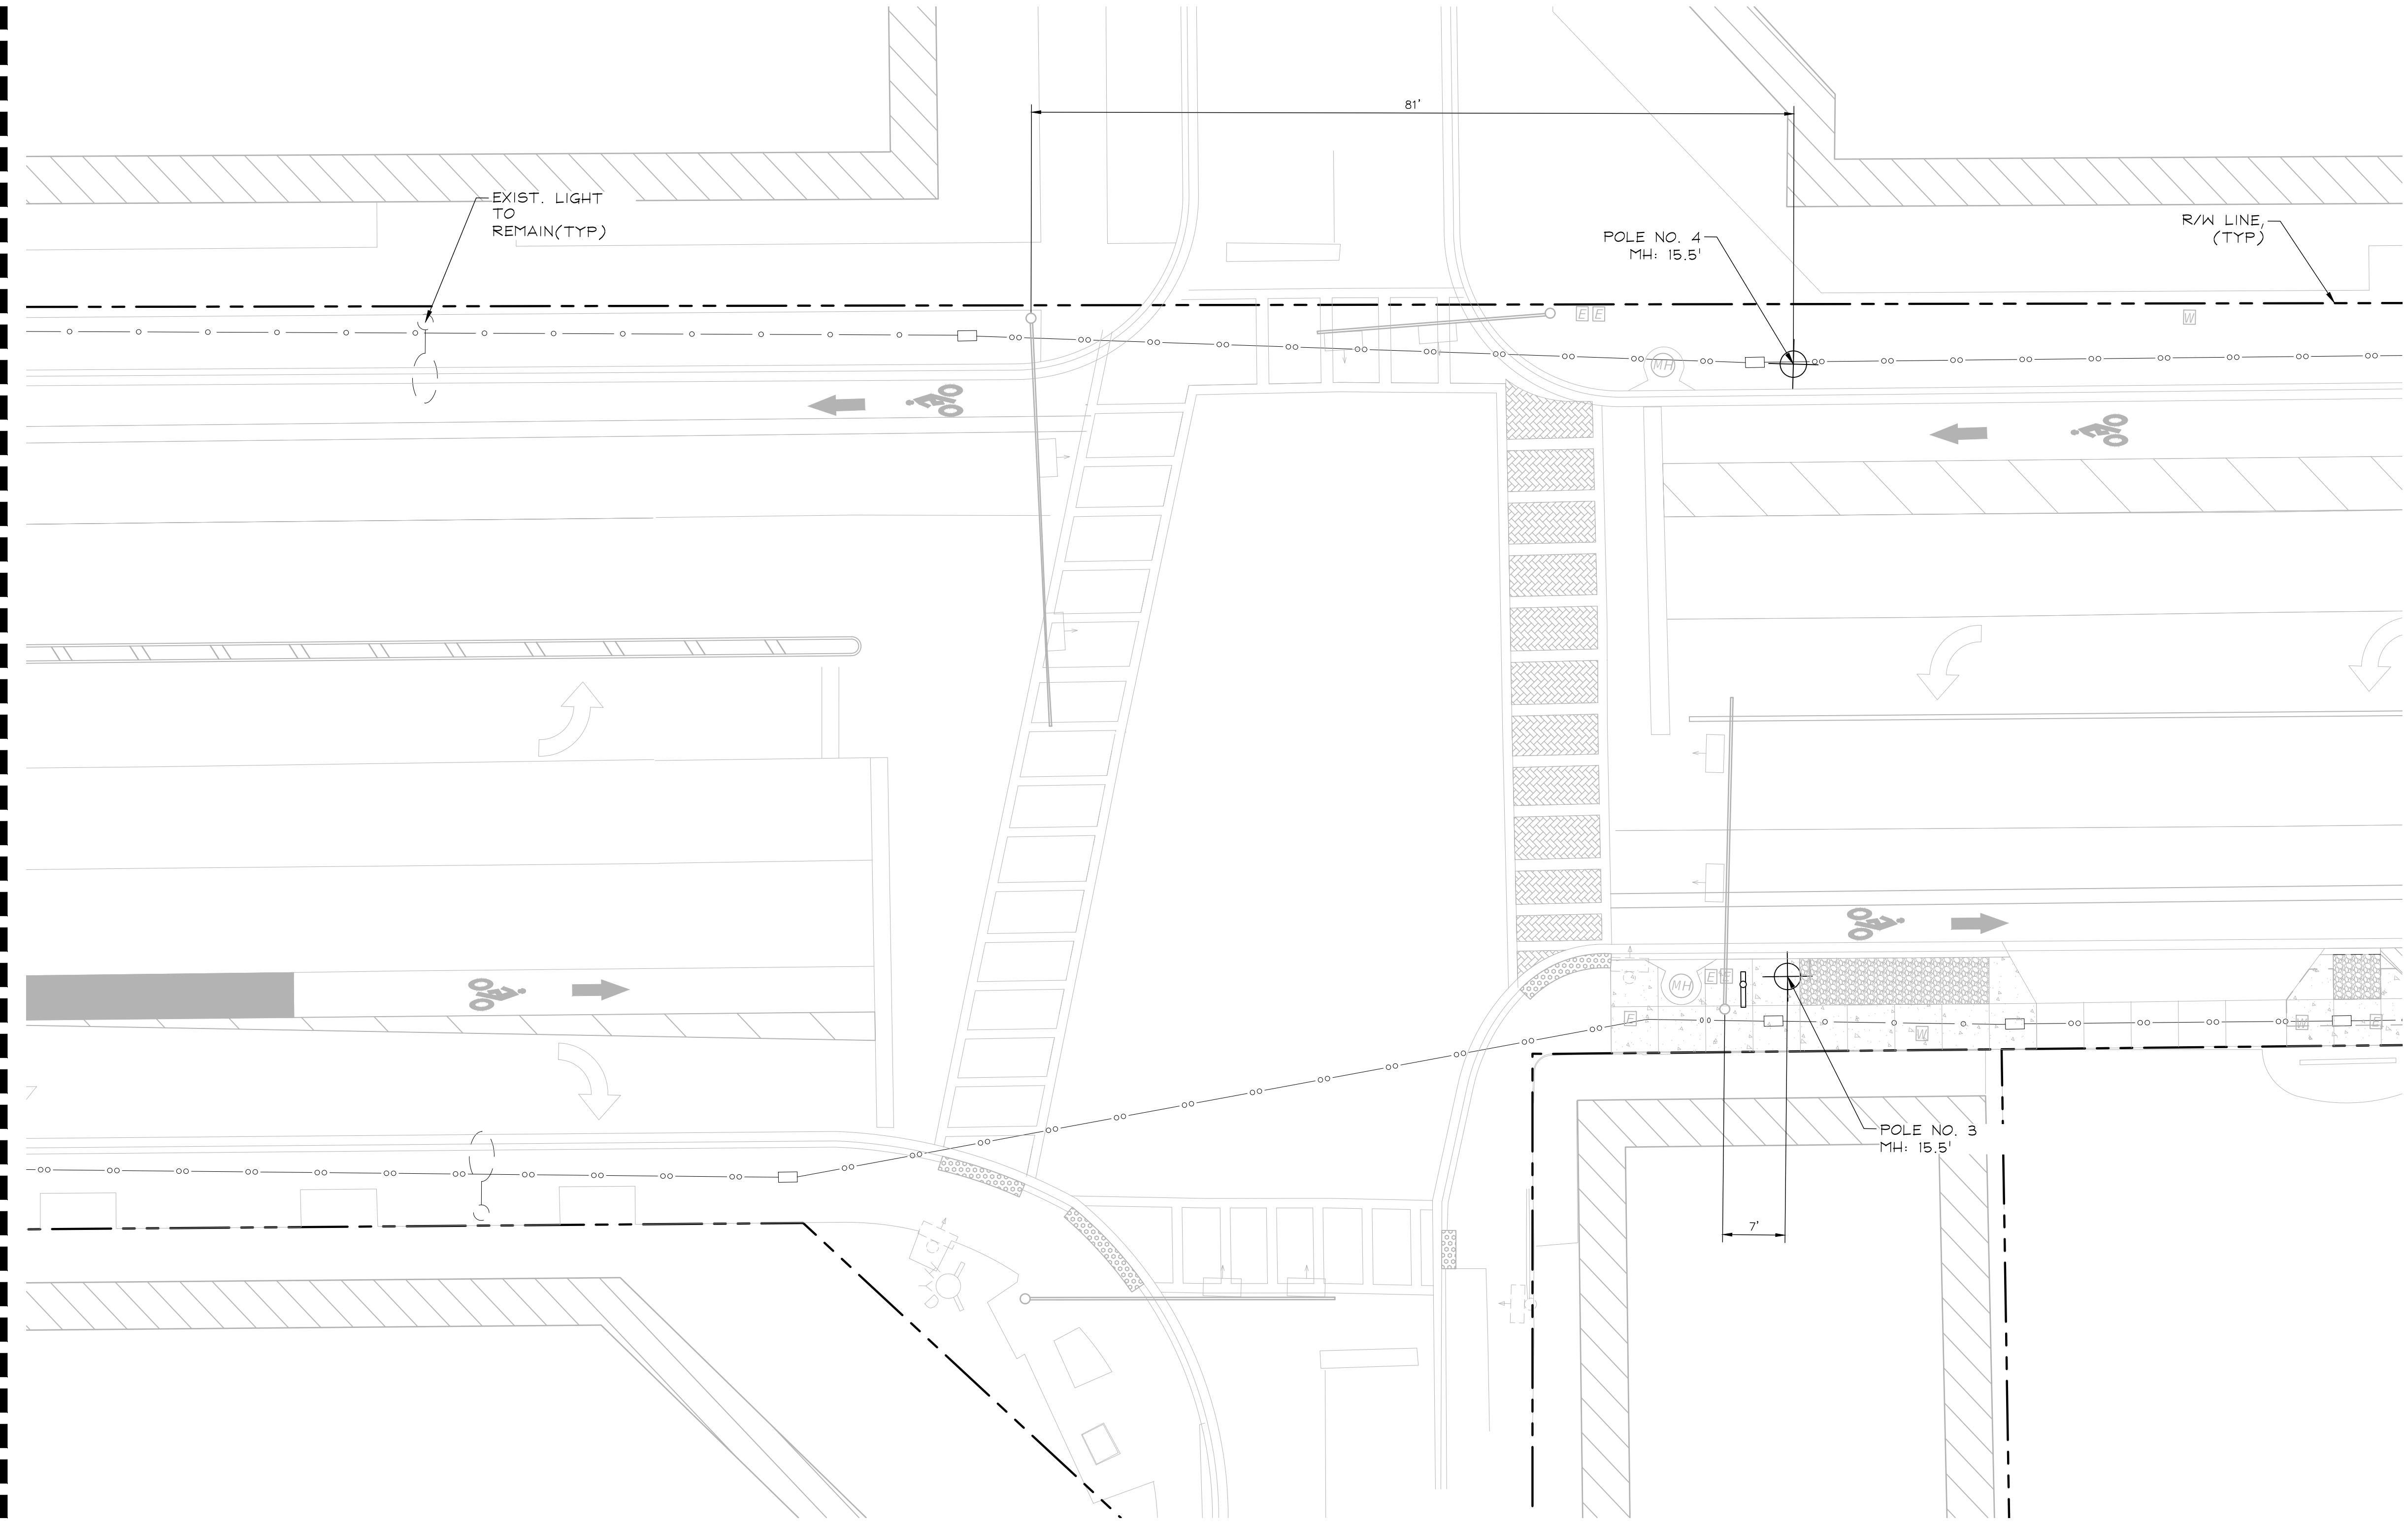 81'
EXIST. LIGHT
TO
REMAIN(TYP)
POLE NO. 4
MH: 15.5'
R/W LINE,
(TYP)
E E
W
MH
MH
E E
E
W
W
E
POLE NO. 3
MH: 15.5'
7'